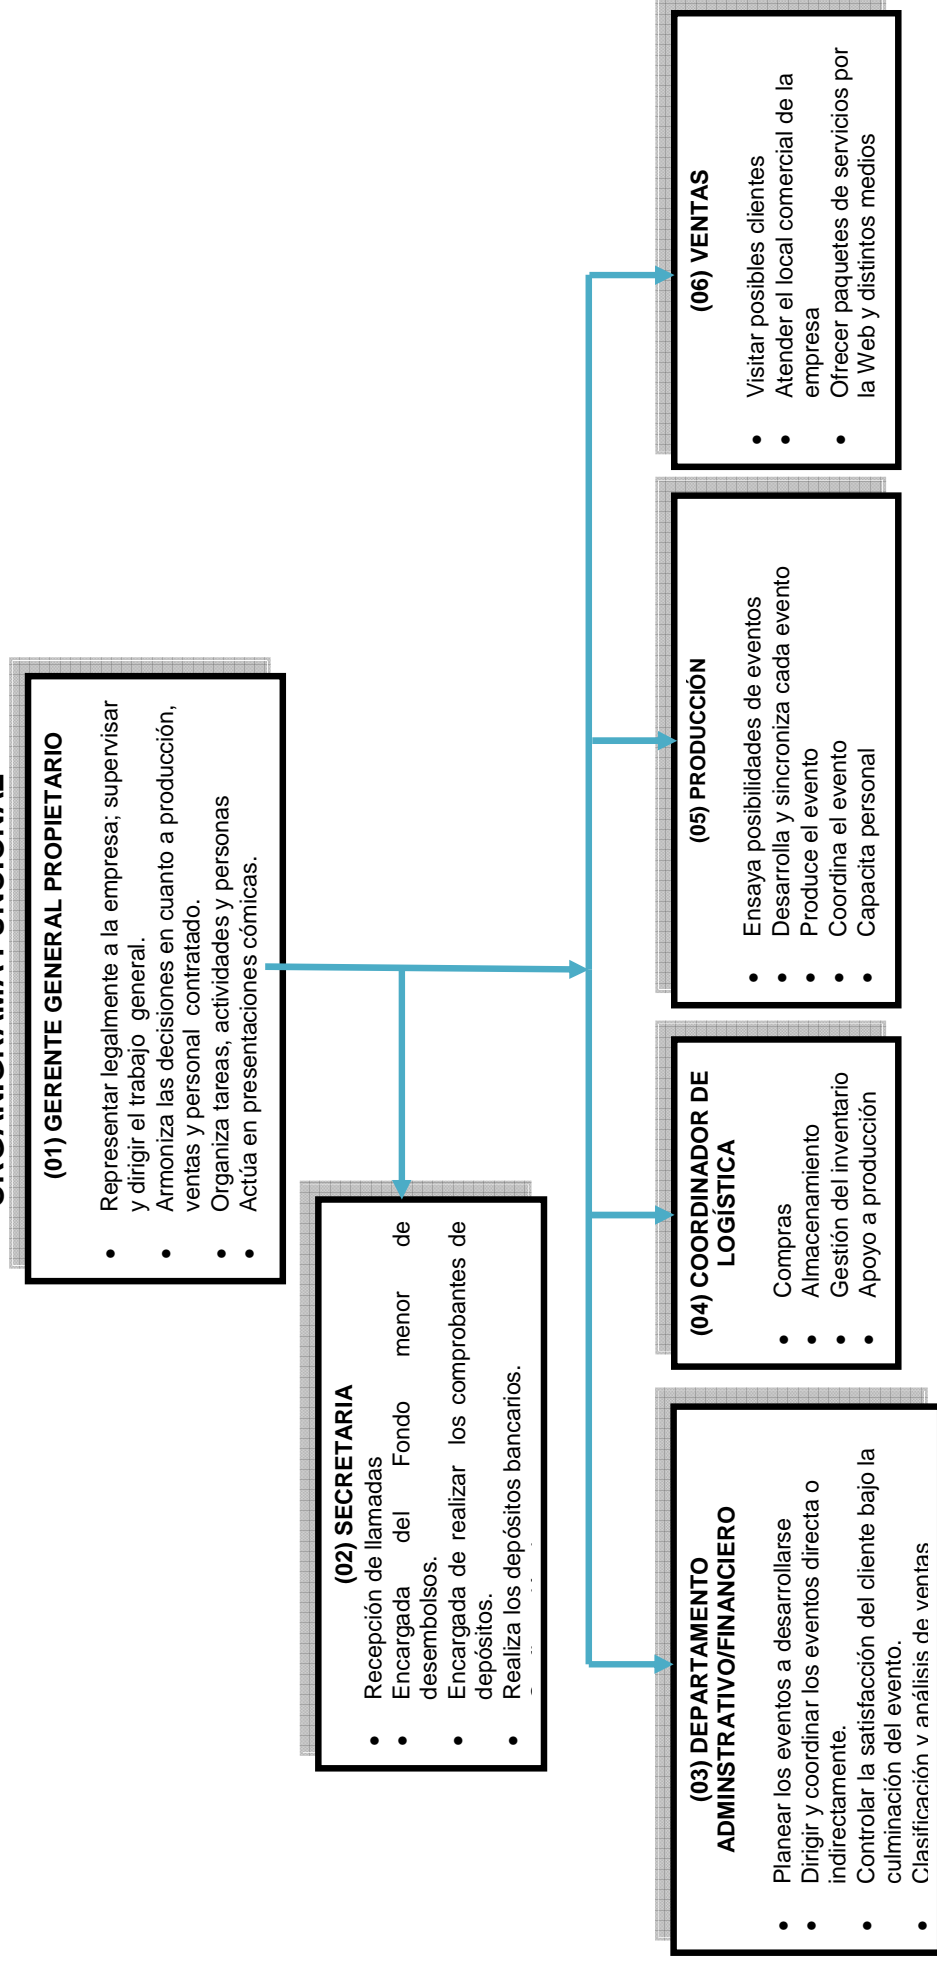 ORGANIGRAMA FUNCIONAL
(01) GERENTE GENERAL PROPIETARIO
• Representar legalmente a la empresa; supervisar
y dirigir el trabajo general.
• Armoniza las decisiones en cuanto a producción,
ventas y personal contratado.
• Organiza tareas, actividades y personas
• Actúa en presentaciones cómicas.
(02) SECRETARIA
• Recepción de llamadas
• Encargada del Fondo menor de
desembolsos.
• Encargada de realizar los comprobantes de
depósitos.
• Realiza los depósitos bancarios.
(03) DEPARTAMENTO
ADMINSTRATIVO/FINANCIERO
• Planear los eventos a desarrollarse
• Dirigir y coordinar los eventos directa o
indirectamente.
• Controlar la satisfacción del cliente bajo la
culminación del evento.
• Clasificación y análisis de ventas
(04) COORDINADOR DE
LOGÍSTICA
• Compras
• Almacenamiento
• Gestión del inventario
• Apoyo a producción
(05) PRODUCCIÓN
• Ensaya posibilidades de eventos
• Desarrolla y sincroniza cada evento
• Produce el evento
• Coordina el evento
• Capacita personal
(06) VENTAS
• Visitar posibles clientes
• Atender el local comercial de la
empresa
• Ofrecer paquetes de servicios por
la Web y distintos medios